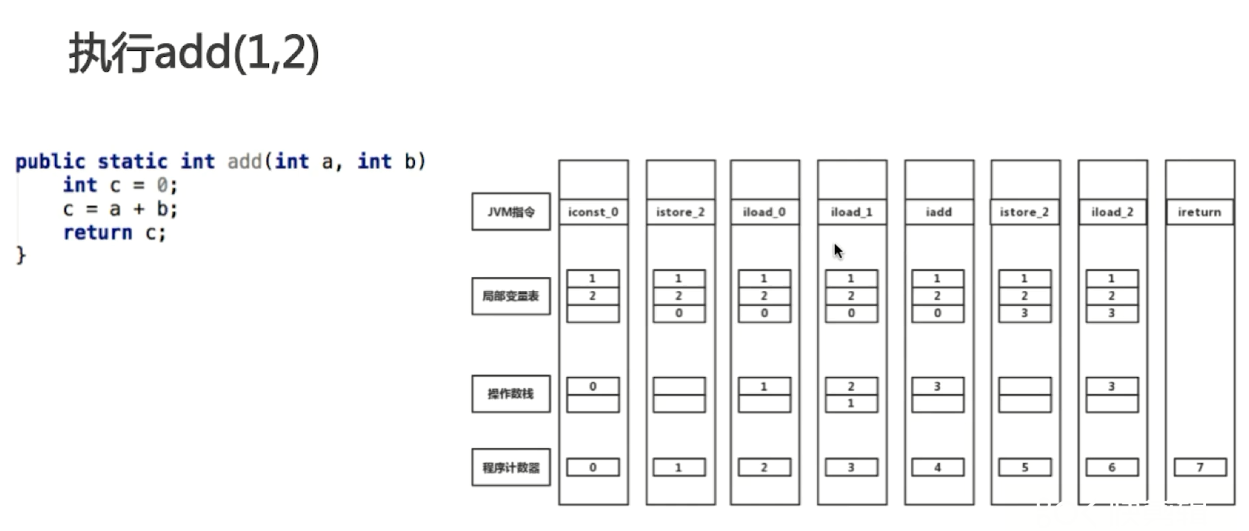 执行add(1,2)
public static int add(int a, int b)
int c = 0;
c = a + b;
return c;
}
JVM指令 iconst_0 istore_2 iload_0 iload_1 iadd istore_2 iload_2 ireturn
局部变量表
1 1 1 1 1 1 1
2 2 2 2 2 2 2
0 0 0 0 3 3
操作数栈
0 1 2 3 3
1
程序计数器 0 1 2 3 4 5 6 7